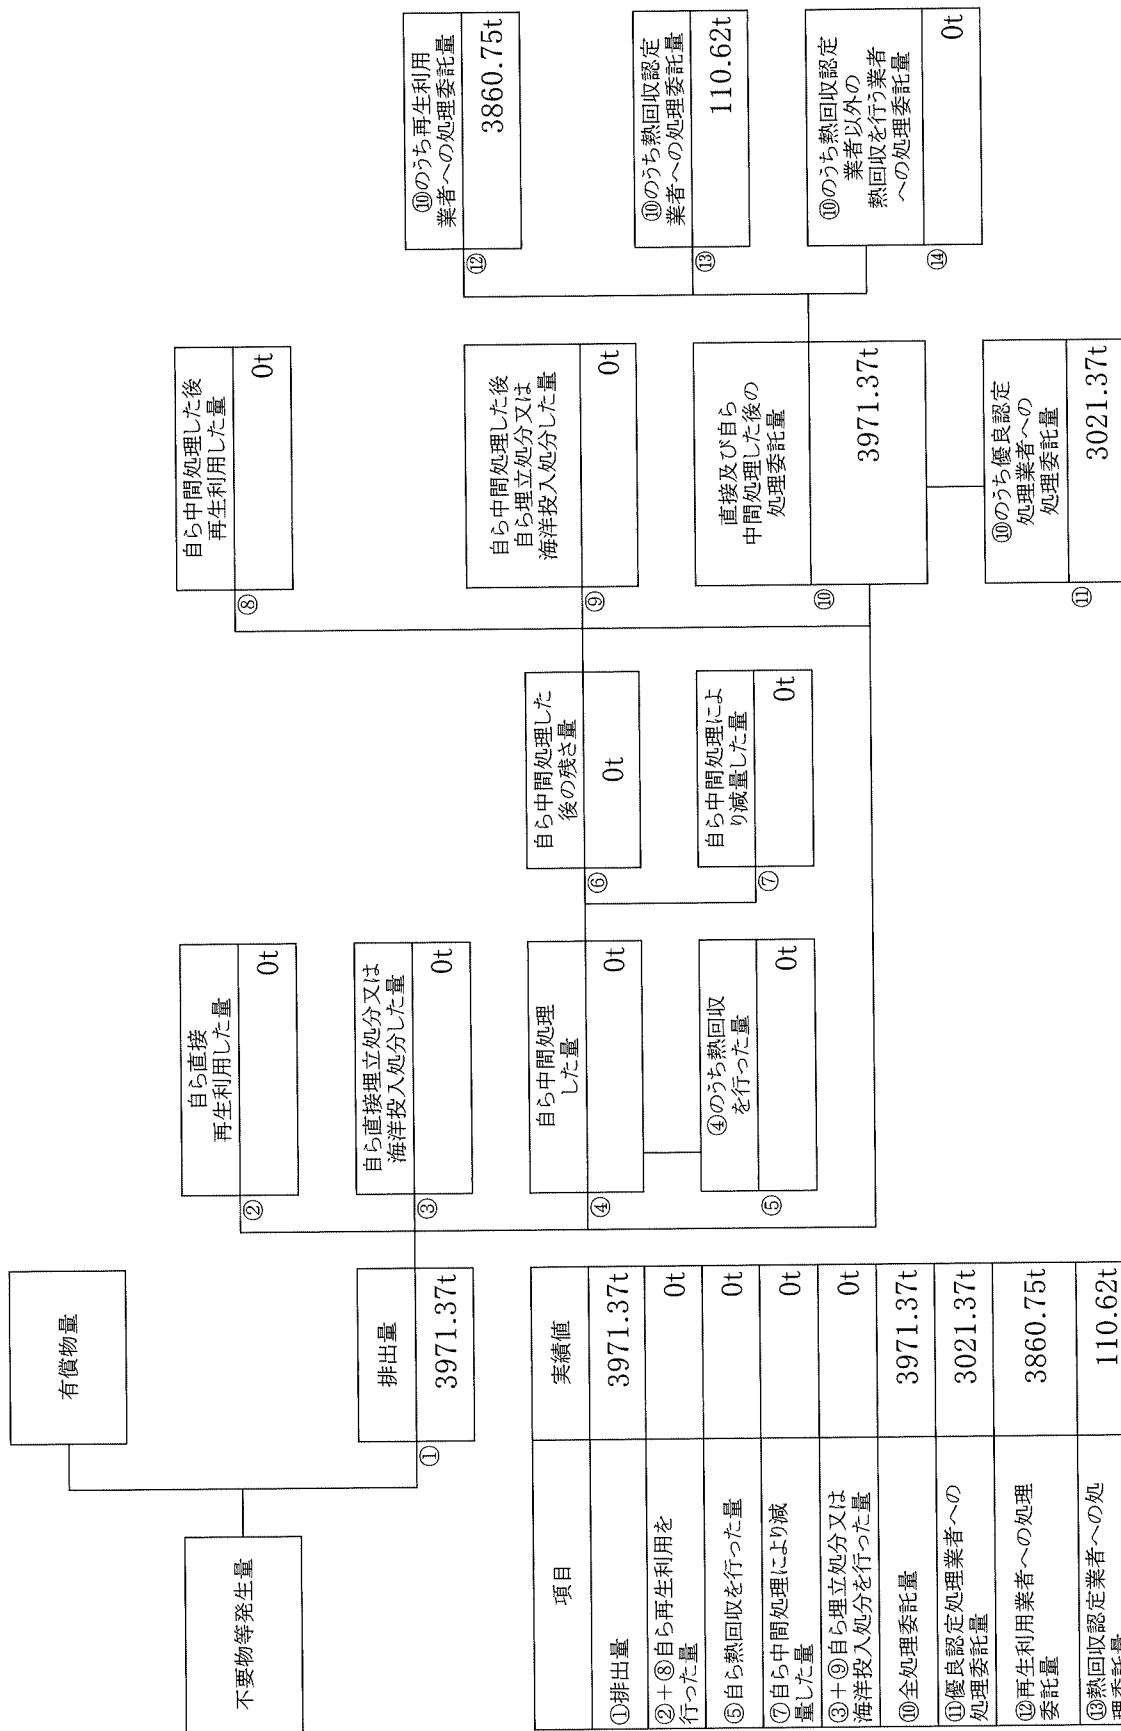 不要物等発生量
有償物量
①
排出量
3971.37t
②
自ら直接
再生利用した量
0t
③
自ら直接埋立処分又は
海洋投入処分した量
0t
④
自ら中間処理
した量
0t
⑤
④のうち熱回収
を行った量
0t
⑥
自ら中間処理した
後の残さ量
0t
⑦
自ら中間処理によ
り減量した量
0t
⑧
自ら中間処理した後
再生利用した量
0t
⑨
自ら中間処理した後
自ら埋立処分又は
海洋投入処分した量
0t
⑩
直接及び自ら
中間処理した後の
処理委託量
3971.37t
⑪
⑩のうち優良認定
処理業者への
処理委託量
3021.37t
⑫
⑩のうち再生利用
業者への処理委託量
3860.75t
⑬
⑩のうち熱回収認定
業者への処理委託量
110.62t
⑭
⑩のうち熱回収認定
業者以外の
熱回収を行う業者
への処理委託量
0t
項目 実績値
①排出量 3971.37t
②+⑧自ら再生利用を
行った量 0t
⑤自ら熱回収を行った量 0t
⑦自ら中間処理により減
量した量 0t
③+⑨自ら埋立処分又は
海洋投入処分を行った量 0t
⑩全処理委託量 3971.37t
⑪優良認定処理業者への
処理委託量 3021.37t
⑫再生利用業者への処理
委託量 3860.75t
⑬熱回収認定業者への処
理委託量 110.62t